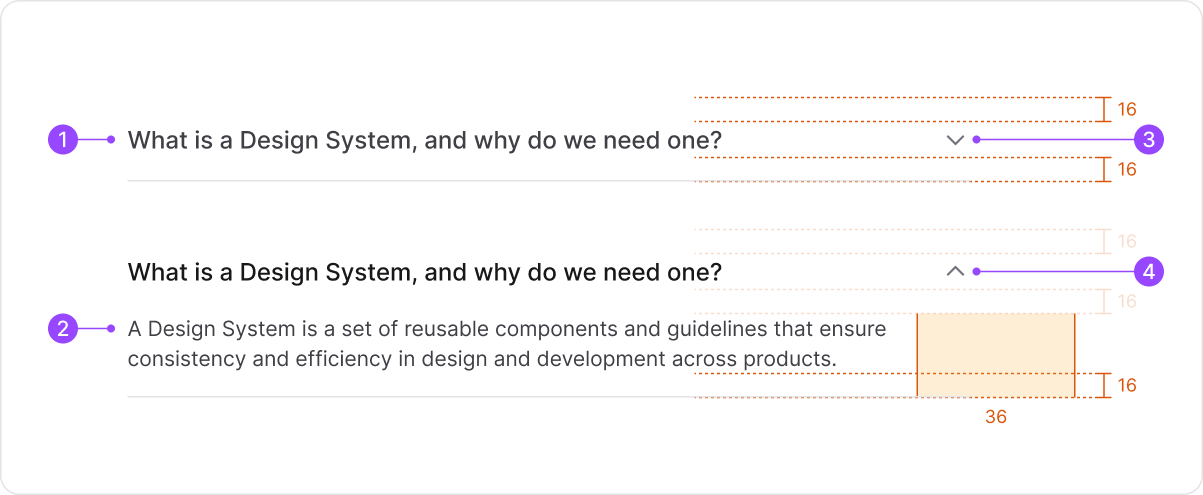 16
1 What is a Design System, and why do we need one? 3
16
16
What is a Design System, and why do we need one? 4
16
2 A Design System is a set of reusable components and guidelines that ensure
consistency and efficiency in design and development across products.
16
36